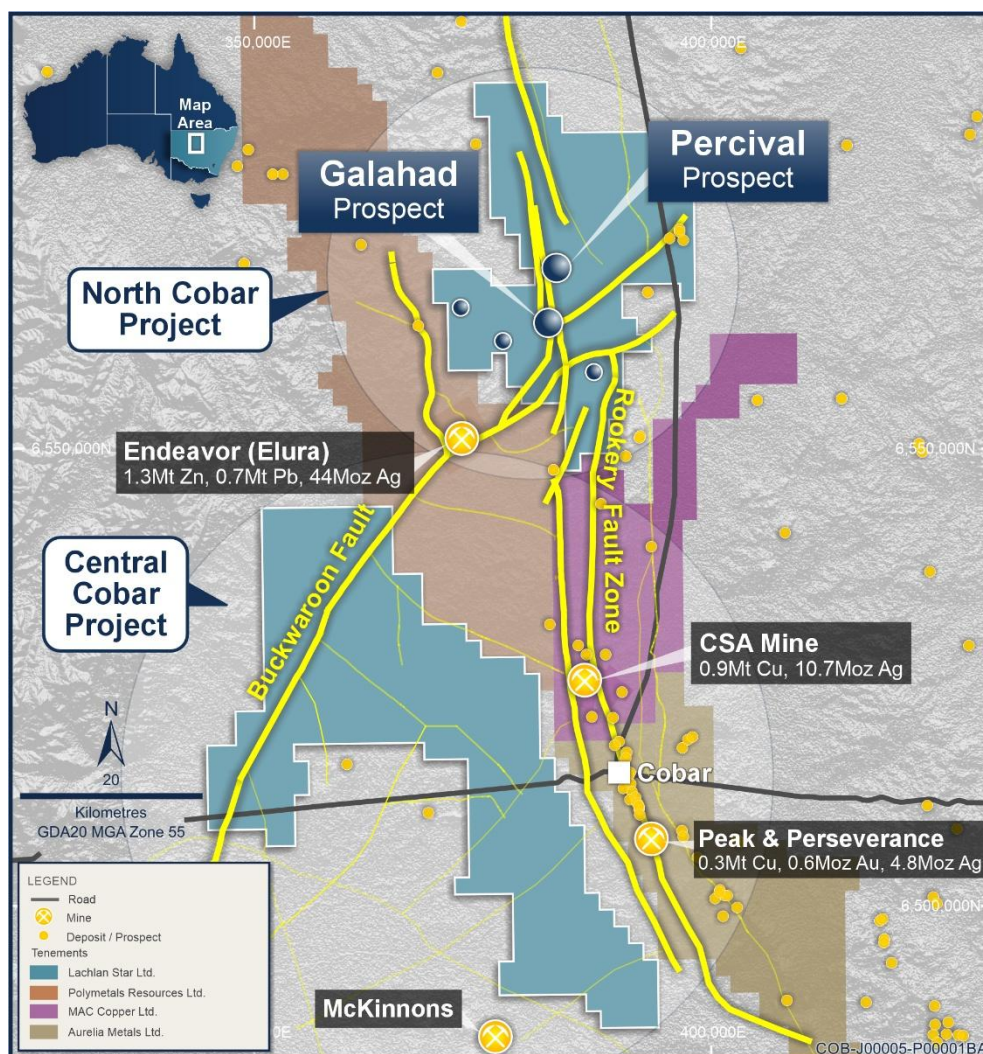 350,000E
400,000E
Map
Area
Galahad
Prospect
Percival
Prospect
North Cobar
Project
6,550,000N
6,550,000N
Endeavor (Elura)
1.3Mt Zn, 0.7Mt Pb, 44Moz Ag
Rookery Fault Zone
Central
Cobar
Project
Buckwaroon Fault
CSA Mine
0.9Mt Cu, 10.7Moz Ag
N
20
Kilometres
GDA20 MGA Zone 55
Cobar
Peak & Perseverance
0.3Mt Cu, 0.6Moz Au, 4.8Moz Ag
LEGEND
Road
Mine
Deposit / Prospect
Tenements
Lachlan Star Ltd.
Polymetals Resources Ltd.
MAC Copper Ltd.
Aurelia Metals Ltd.
6,500,000N
McKinnons
400,000E
COB-J00005-P00001BA